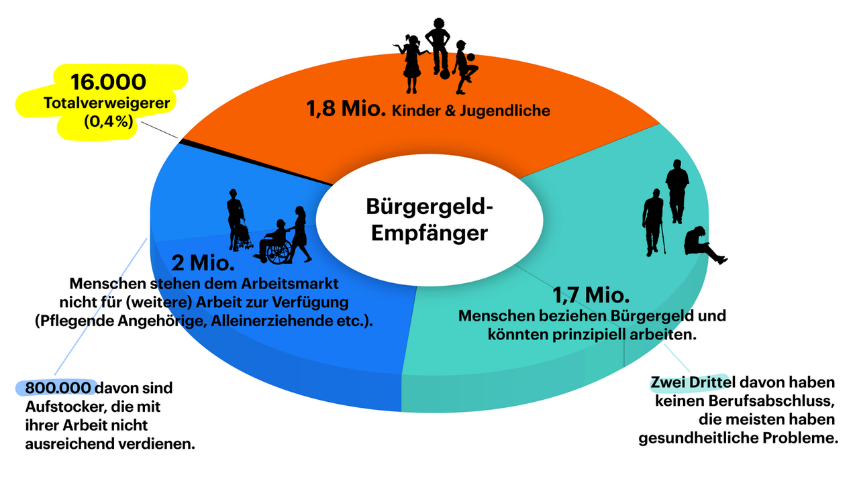 16.000
Totalverweigerer
(0,4%)
1,8 Mio. Kinder & Jugendliche
Bürgergeld-
Empfänger
2 Mio.
Menschen stehen dem Arbeitsmarkt
nicht für (weitere) Arbeit zur Verfügung
(Pflegende Angehörige, Alleinerziehende etc.).
1,7 Mio.
Menschen beziehen Bürgergeld und
könnten prinzipiell arbeiten.
800.000 davon sind
Aufstocker, die mit
ihrer Arbeit nicht
ausreichend verdienen.
Zwei Drittel davon haben
keinen Berufsabschluss,
die meisten haben
gesundheitliche Probleme.